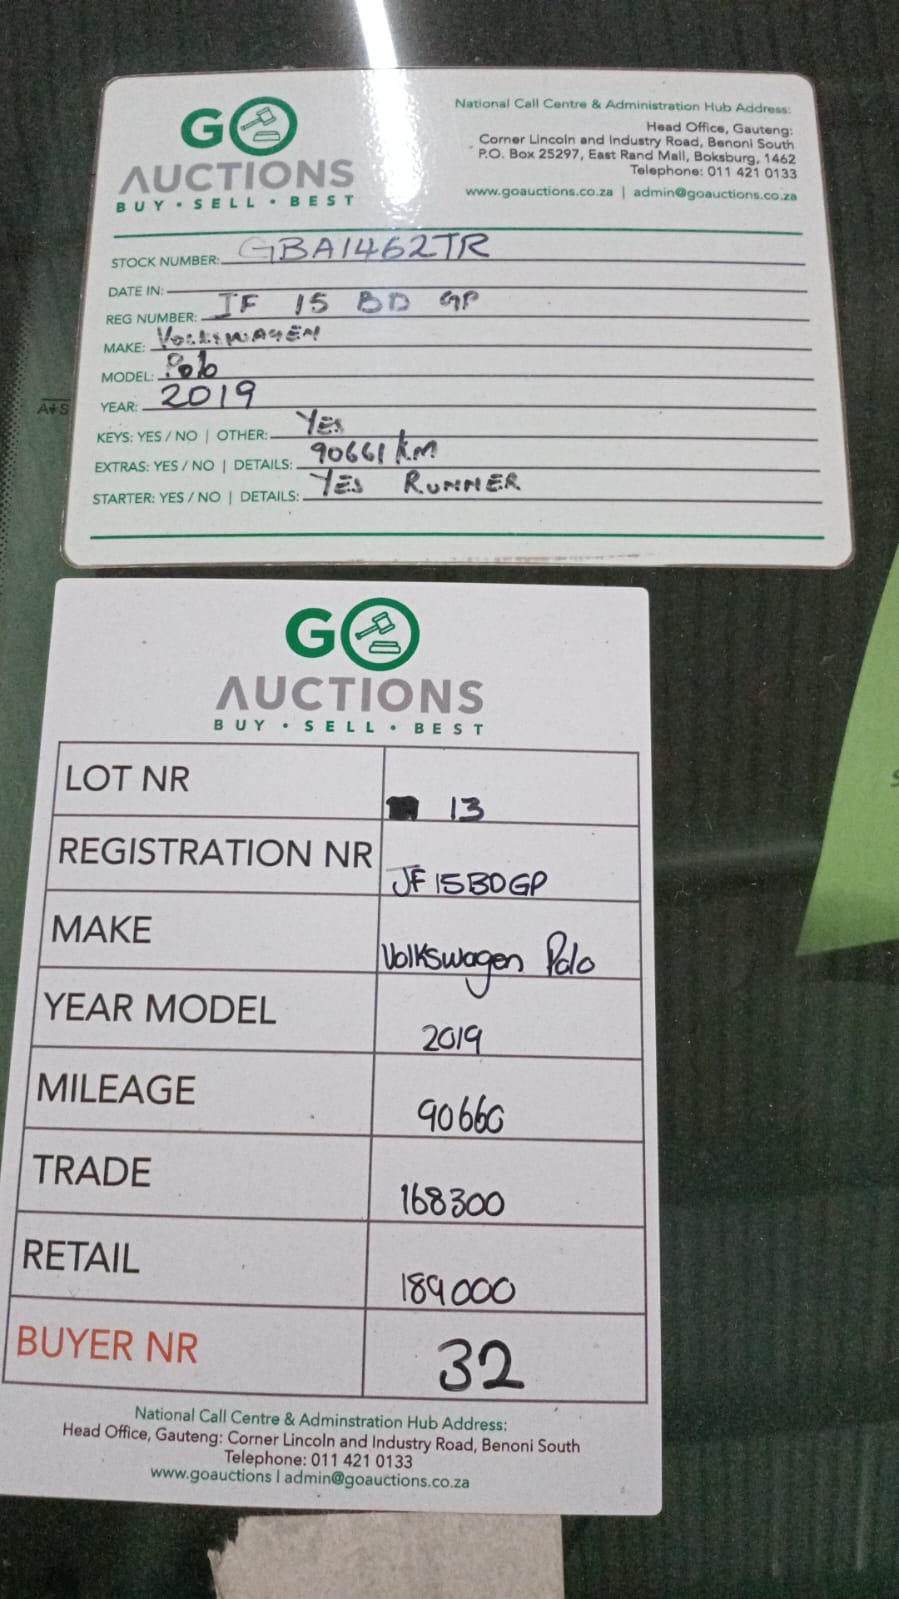 GO
AUCTIONS
BUY • SELL • BEST
National Call Centre & Administration Hub Address:
Head Office, Gauteng:
Corner Lincoln and Industry Road, Benoni South
P.O. Box 25297, East Rand Mall, Boksburg, 1462
Telephone: 011 421 0133
www.goauctions.co.za | admin@goauctions.co.za
STOCK NUMBER: GBA1462TR
DATE IN:
REG NUMBER: JF 15 BD GP
MAKE: VOLKSWAGEN
MODEL: Polo
YEAR: 2019
KEYS: YES / NO | OTHER: YES
EXTRAS: YES / NO | DETAILS: 90661 KM
STARTER: YES / NO | DETAILS: YES RUNNER
GO
AUCTIONS
BUY • SELL • BEST
LOT NR 13
REGISTRATION NR JF15BDGP
MAKE Volkswagen Polo
YEAR MODEL 2019
MILEAGE 90660
TRADE 168300
RETAIL 189000
BUYER NR 32
National Call Centre & Adminstration Hub Address:
Head Office, Gauteng: Corner Lincoln and Industry Road, Benoni South
Telephone: 011 421 0133
www.goauctions | admin@goauctions.co.za